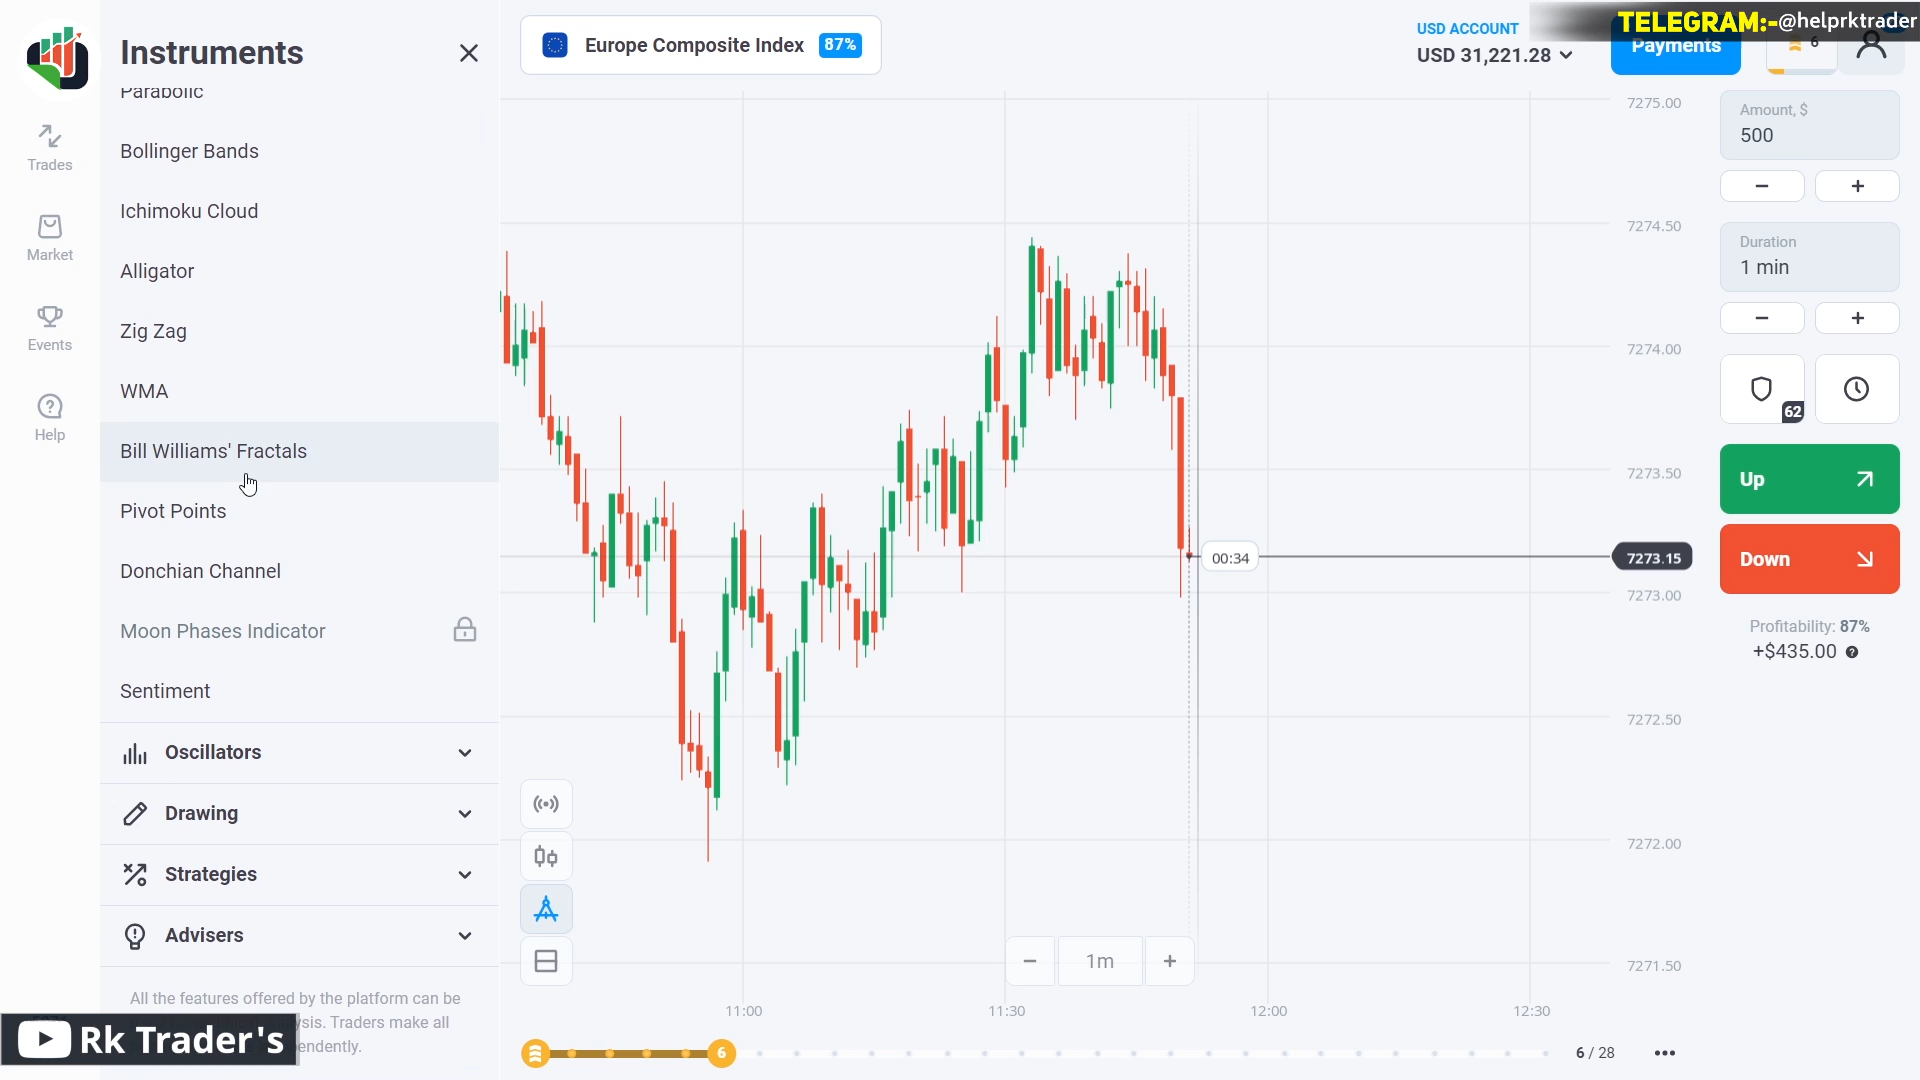 Instruments
Parabolic
Bollinger Bands
Ichimoku Cloud
Alligator
Zig Zag
WMA
Bill Williams' Fractals
Pivot Points
Donchian Channel
Moon Phases Indicator
Sentiment
Oscillators
Drawing
Strategies
Advisers
All the features offered by the platform can be
ysis. Traders make all
endently.
Rk Trader's
Trades
Market
Events
Help
Europe Composite Index 87%
USD ACCOUNT
USD 31,221.28
TELEGRAM:-@helprktrader
Payments
6
7275.00
7274.50
7274.00
7273.50
7273.15
7273.00
7272.50
7272.00
7271.50
00:34
1m
11:00
11:30
12:00
12:30
6
6 / 28
Amount, $
500
Duration
1 min
62
Up
Down
Profitability: 87%
+$435.00